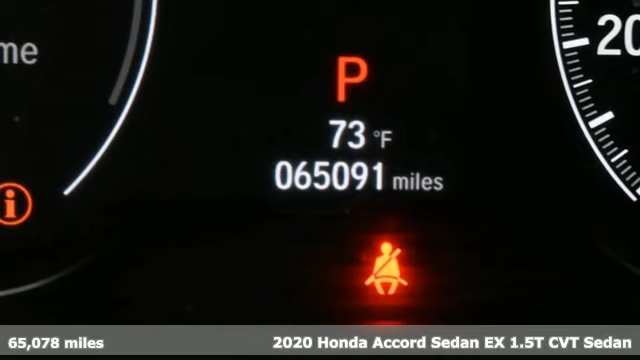 me
P
20
73 °F
065091 miles
i
65,078 miles
2020 Honda Accord Sedan EX 1.5T CVT Sedan